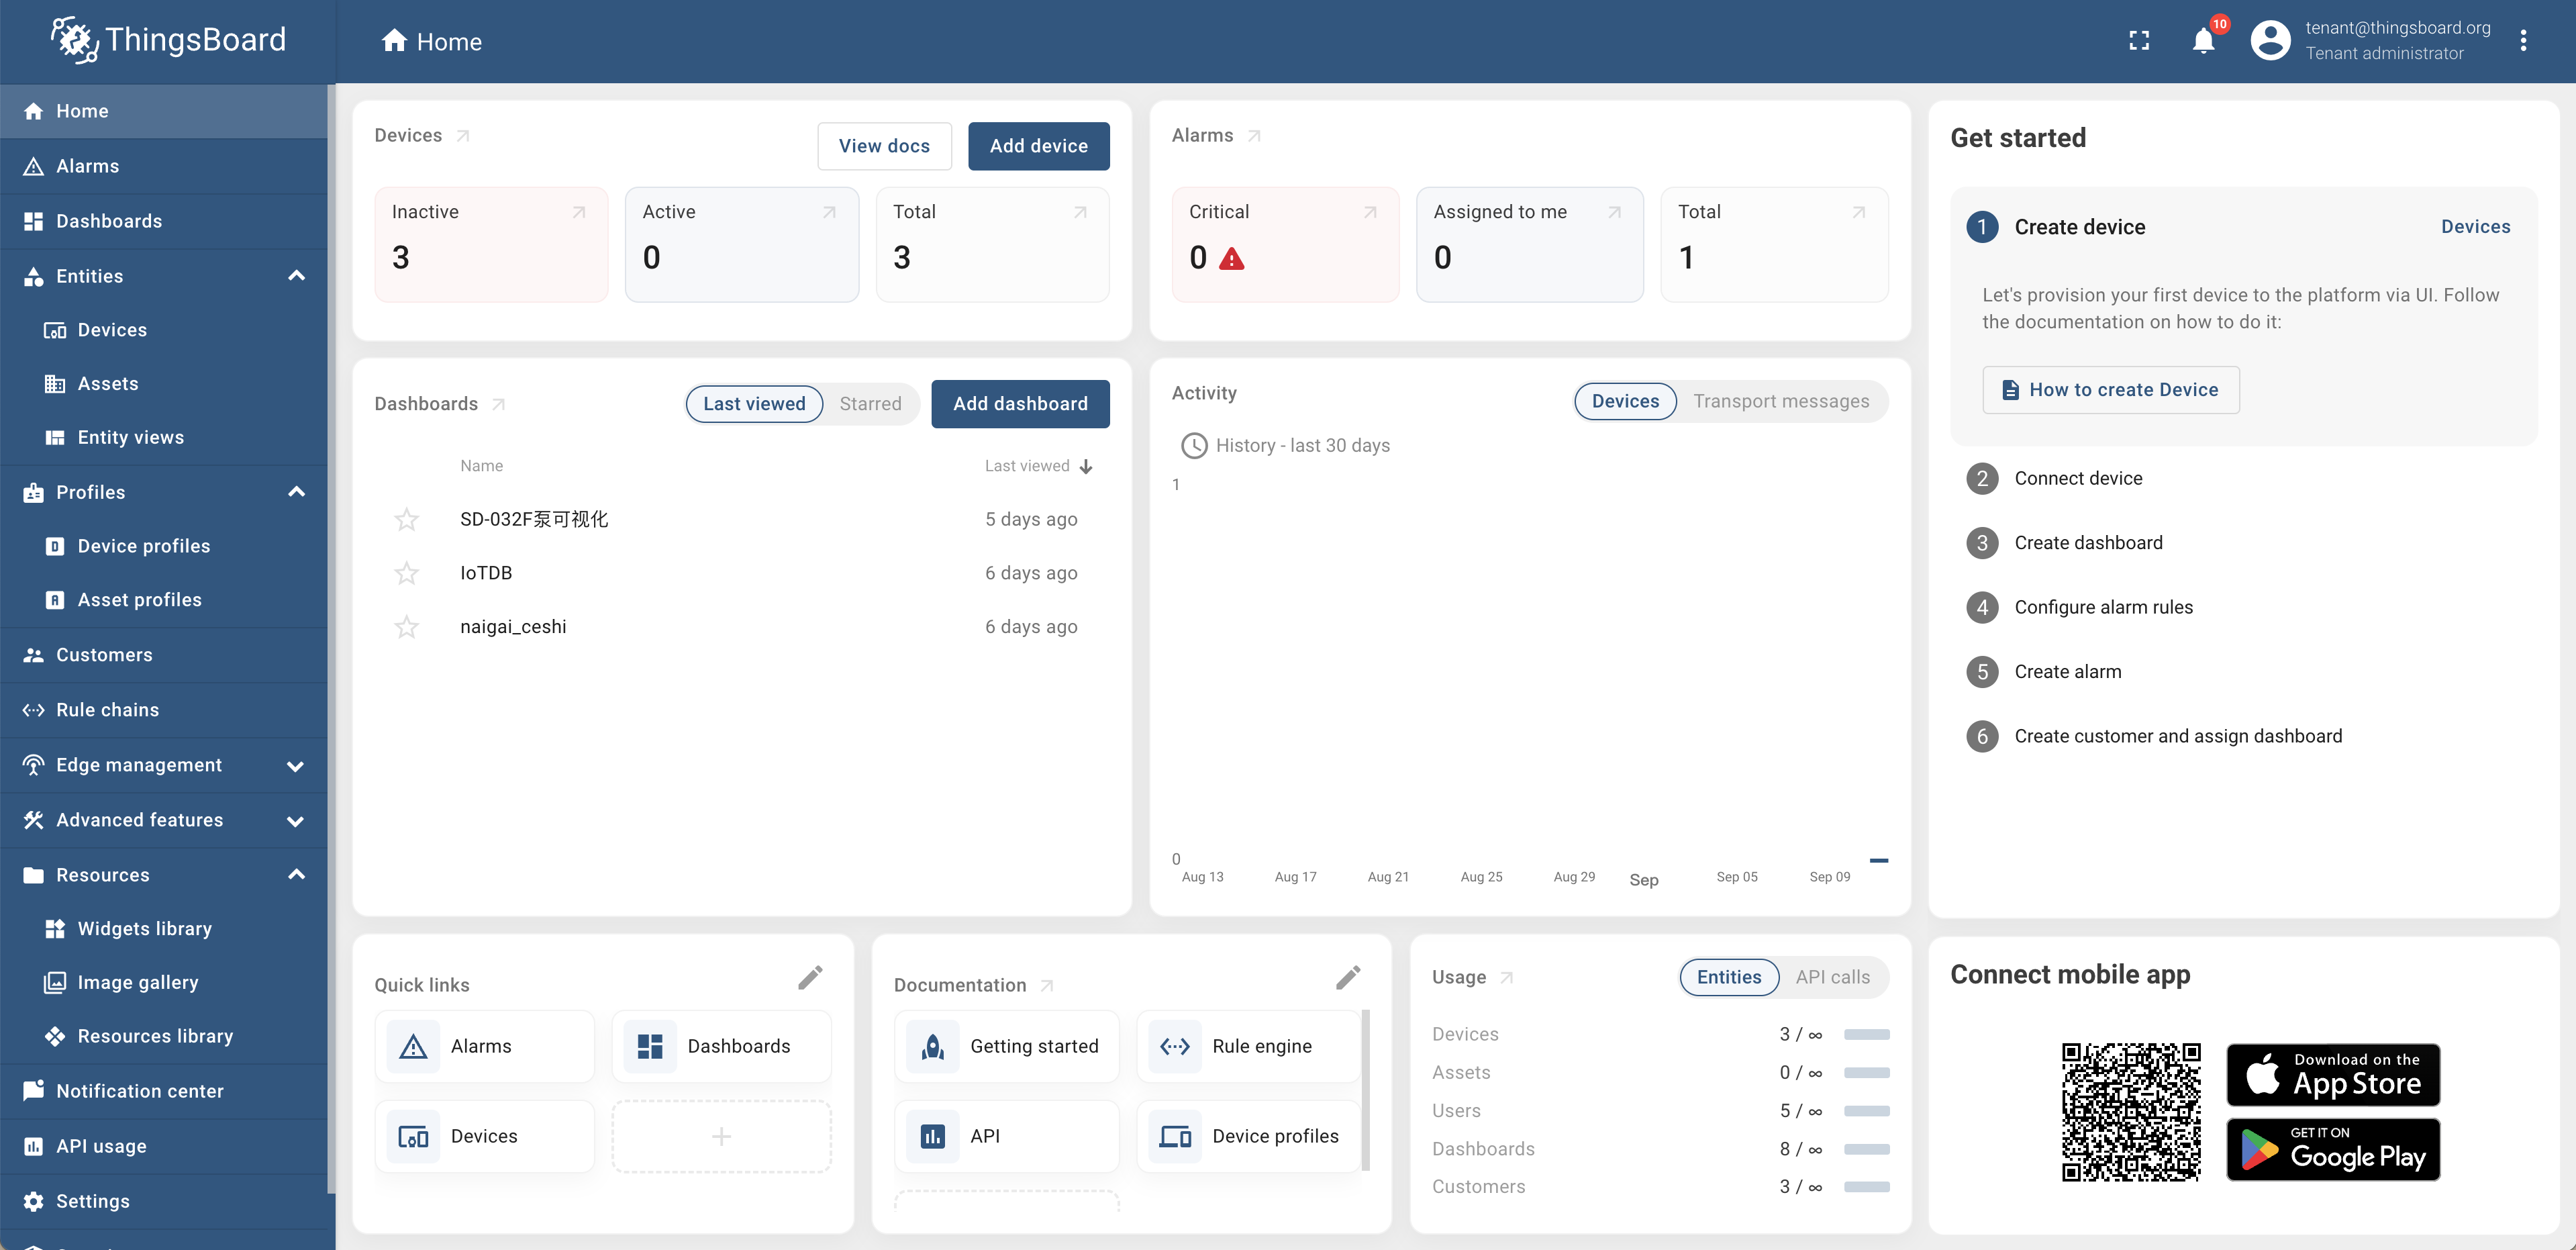 ThingsBoard
Home
10
tenant@thingsboard.org
Tenant administrator
Home
Alarms
Dashboards
Entities
Devices
Assets
Entity views
Profiles
Device profiles
Asset profiles
Customers
Rule chains
Edge management
Advanced features
Resources
Widgets library
Image gallery
Resources library
Notification center
API usage
Settings
Devices
View docs
Add device
Inactive
3
Active
0
Total
3
Alarms
Critical
0
Assigned to me
0
Total
1
Dashboards
Last viewed
Starred
Add dashboard
Name
Last viewed
SD-032F泵可视化
5 days ago
IoTDB
6 days ago
naigai_ceshi
6 days ago
Activity
Devices
Transport messages
History - last 30 days
1
0
Aug 13
Aug 17
Aug 21
Aug 25
Aug 29
Sep
Sep 05
Sep 09
Get started
1
Create device
Devices
Let's provision your first device to the platform via UI. Follow
the documentation on how to do it:
How to create Device
2
Connect device
3
Create dashboard
4
Configure alarm rules
5
Create alarm
6
Create customer and assign dashboard
Quick links
Alarms
Dashboards
Devices
Documentation
Getting started
Rule engine
API
Device profiles
Usage
Entities
API calls
Devices
3 / ∞
Assets
0 / ∞
Users
5 / ∞
Dashboards
8 / ∞
Customers
3 / ∞
Connect mobile app
Download on the
App Store
GET IT ON
Google Play